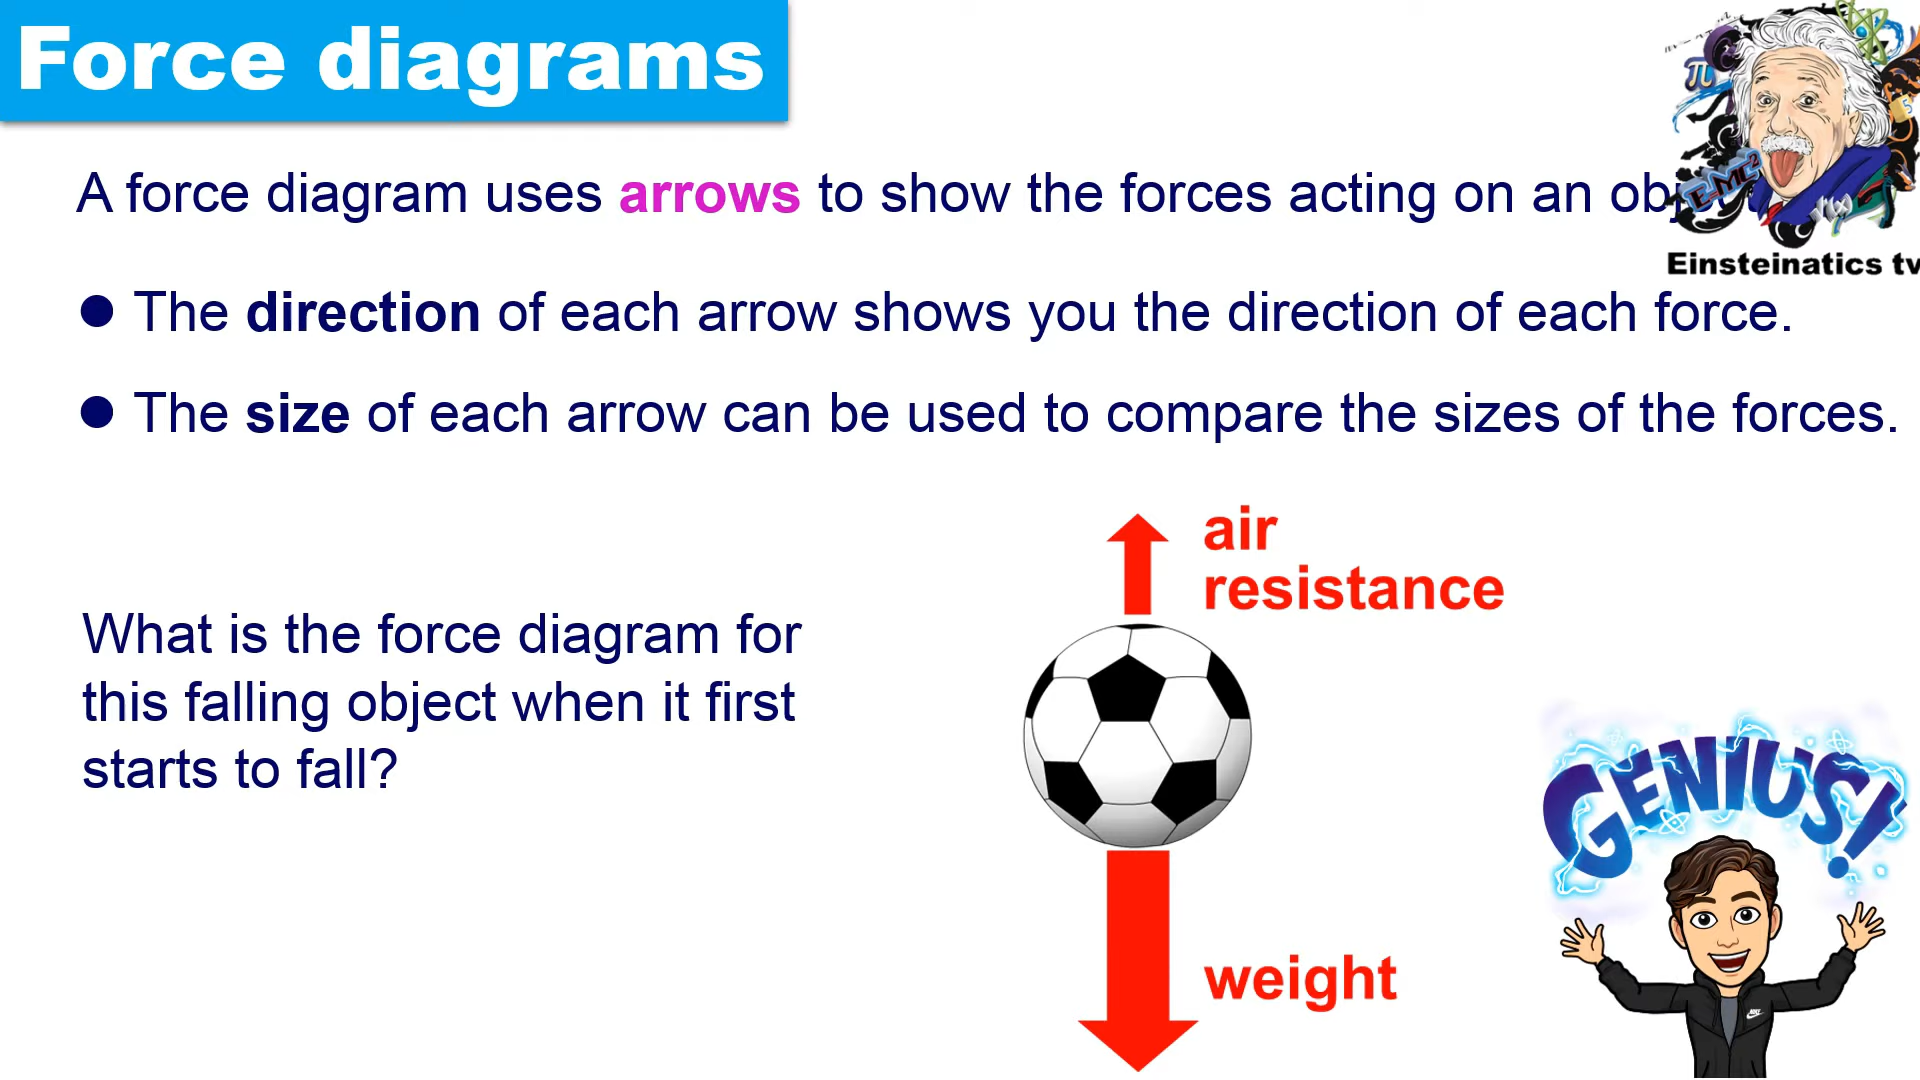 Force diagrams
A force diagram uses arrows to show the forces acting on an
π
5
E=MC²
f(x)
Einsteinatics tv
● The direction of each arrow shows you the direction of each force.
● The size of each arrow can be used to compare the sizes of the forces.
air
resistance
What is the force diagram for
this falling object when it first
starts to fall?
weight
GENIUS!